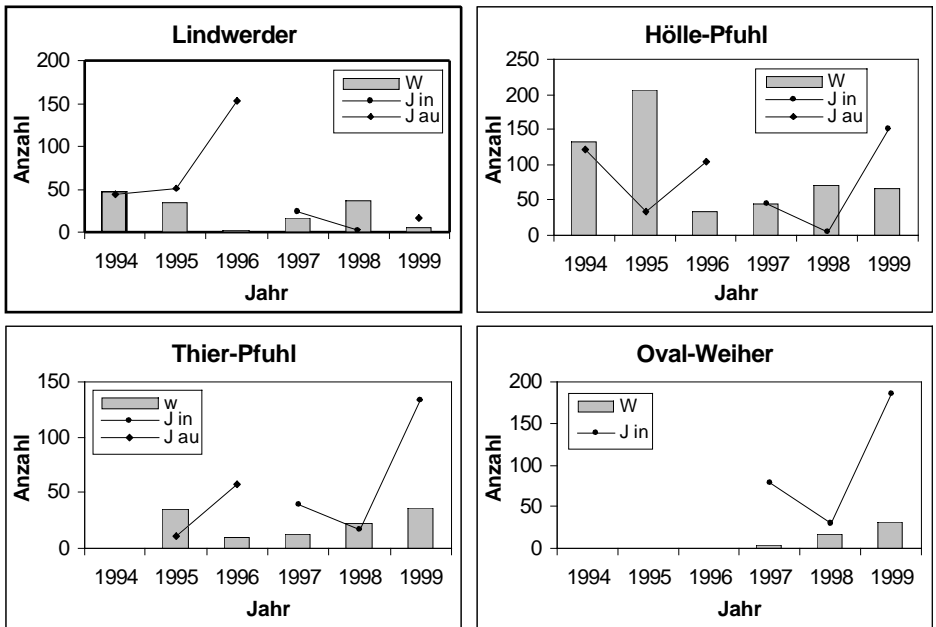 Lindwerder
200
150
100
50
0
Anzahl
W
J in
J au
1994 1995 1996 1997 1998 1999
Jahr
Hölle-Pfuhl
250
200
150
100
50
0
Anzahl
W
J in
J au
1994 1995 1996 1997 1998 1999
Jahr
Thier-Pfuhl
150
100
50
0
Anzahl
w
J in
J au
1994 1995 1996 1997 1998 1999
Jahr
Oval-Weiher
200
150
100
50
0
Anzahl
W
J in
1994 1995 1996 1997 1998 1999
Jahr